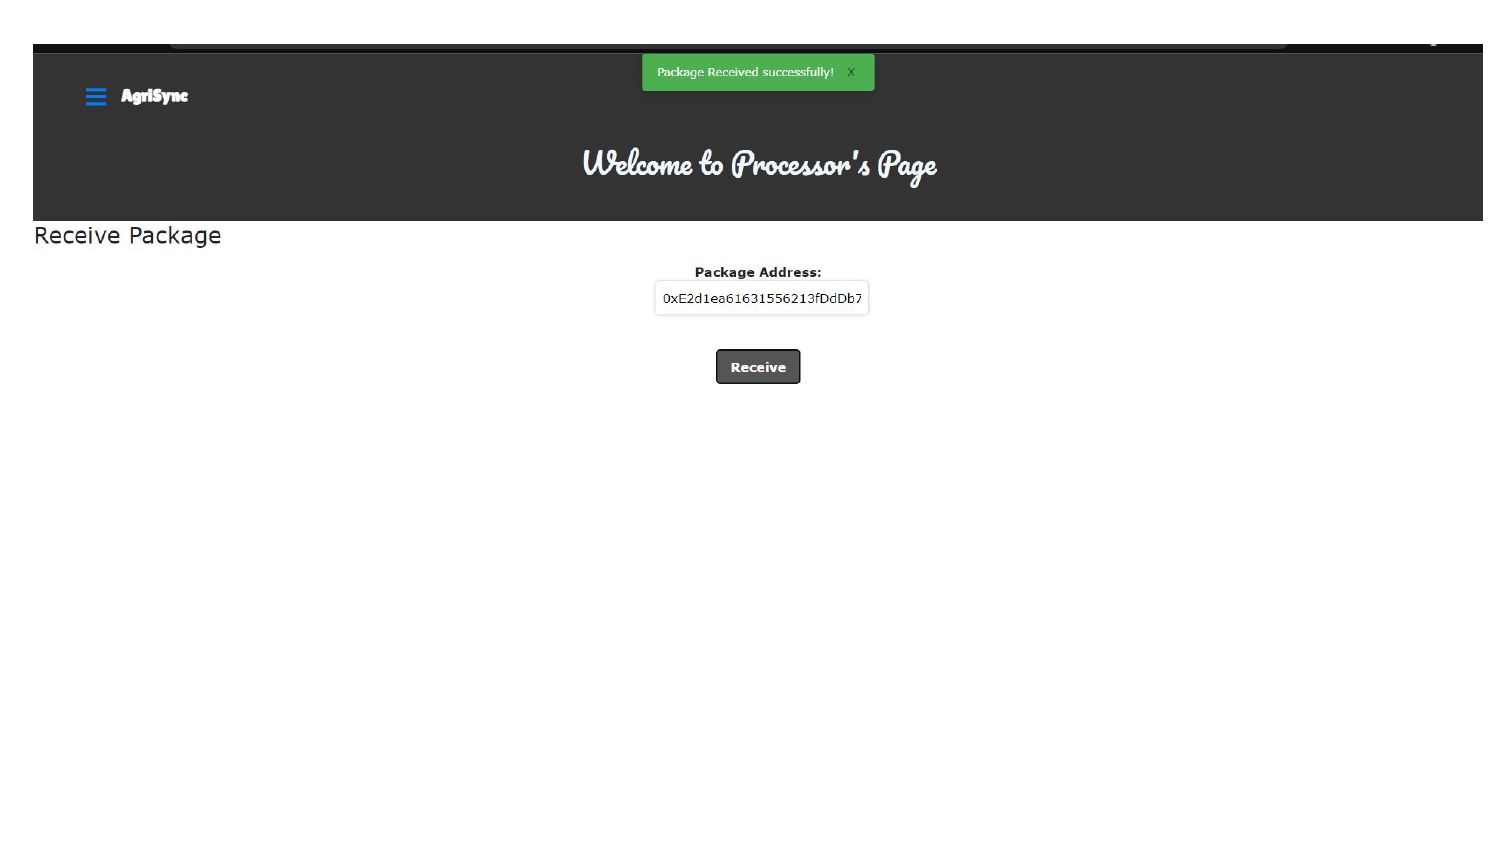 Package Received successfully! X
AgriSync
Welcome to Processor's Page
Receive Package
Package Address:
0xE2d1ea61631556213fDdDb7
Receive